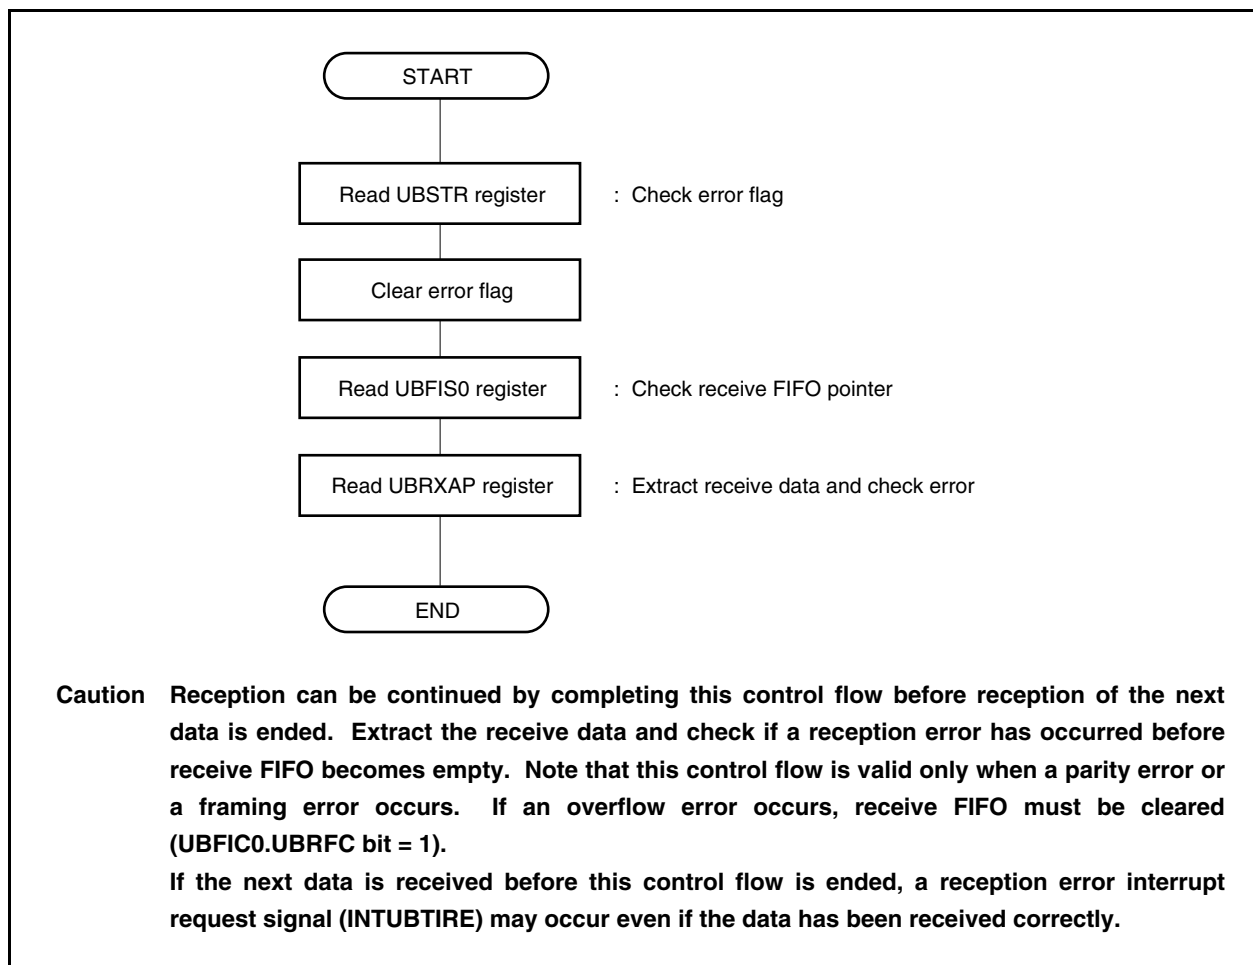 START
Read UBSTR register : Check error flag
Clear error flag
Read UBFIS0 register : Check receive FIFO pointer
Read UBRXAP register : Extract receive data and check error
END
Caution Reception can be continued by completing this control flow before reception of the next
data is ended. Extract the receive data and check if a reception error has occurred before
receive FIFO becomes empty. Note that this control flow is valid only when a parity error or
a framing error occurs. If an overflow error occurs, receive FIFO must be cleared
(UBFIC0.UBRFC bit = 1).
If the next data is received before this control flow is ended, a reception error interrupt
request signal (INTUBTIRE) may occur even if the data has been received correctly.